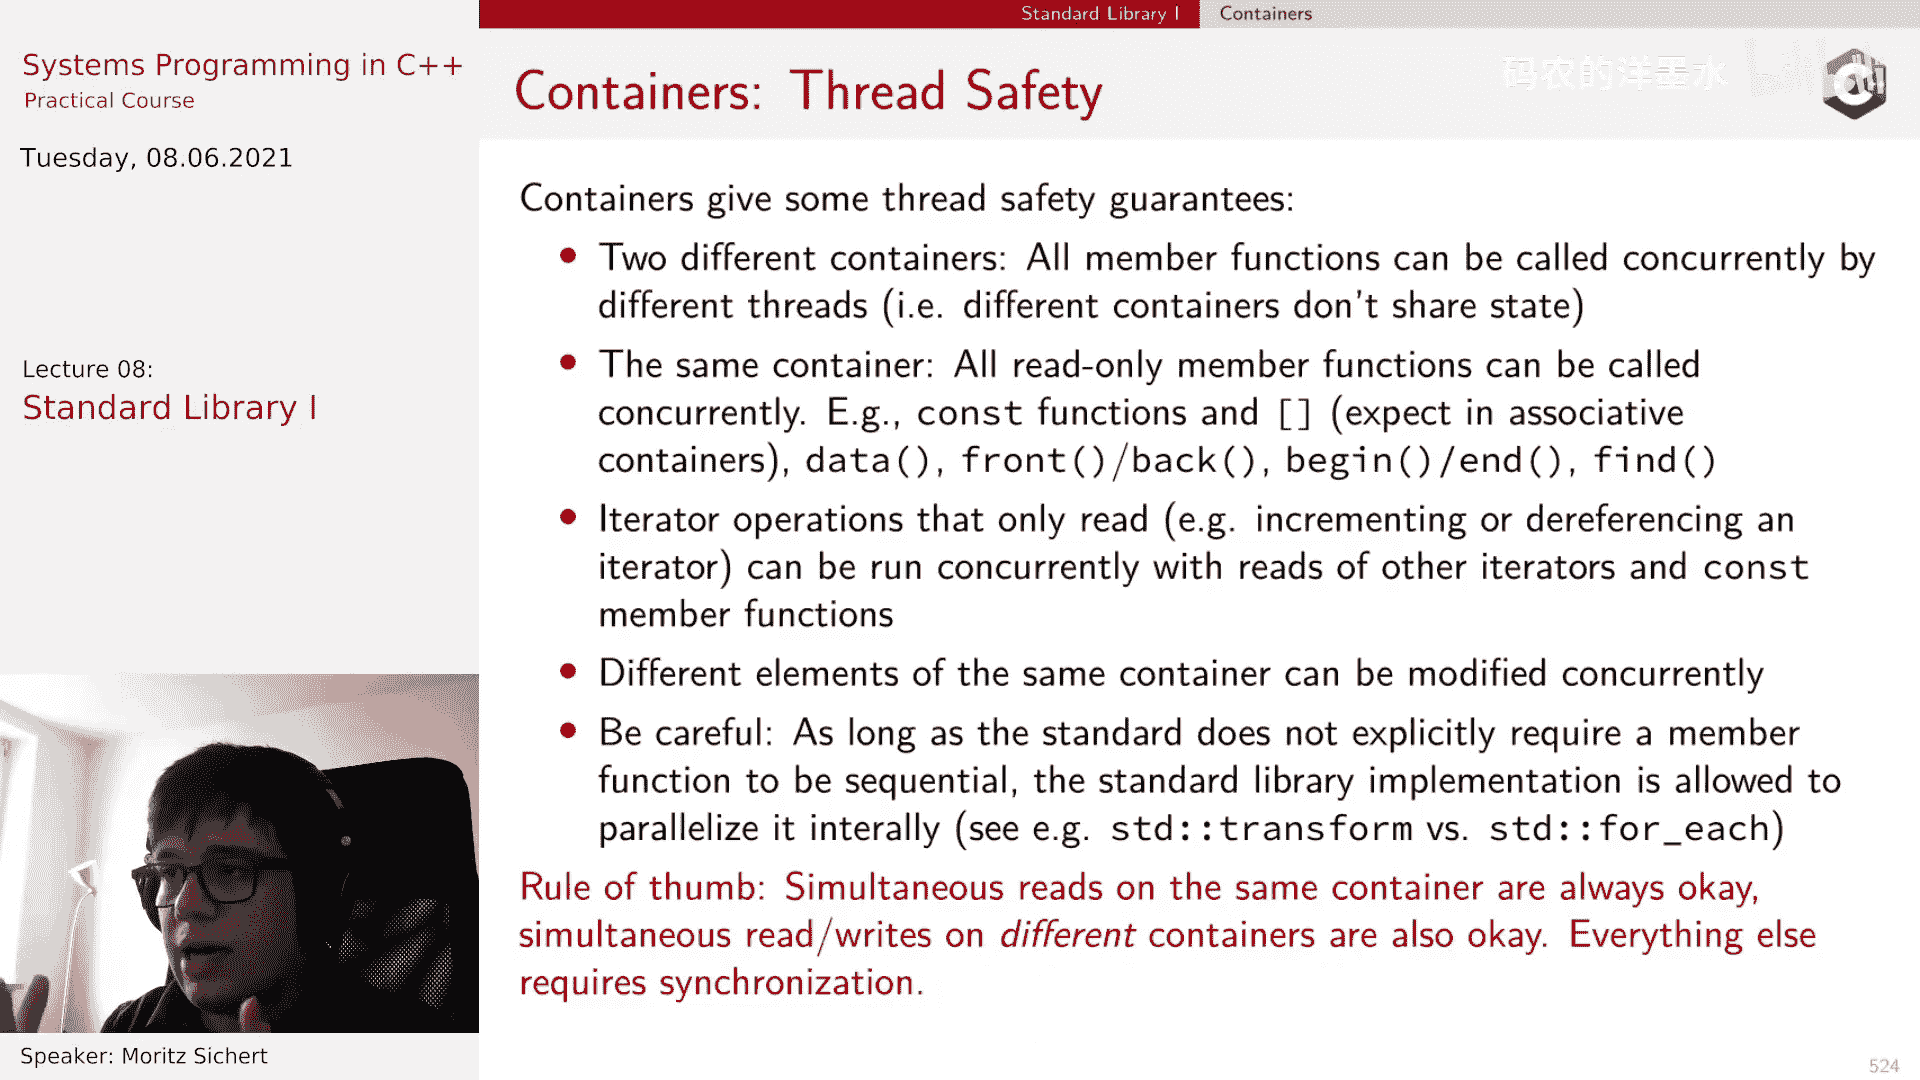 Standard Library I
Containers
Systems Programming in C++
Practical Course
Tuesday, 08.06.2021
Lecture 08:
Standard Library I
Containers: Thread Safety
码农的洋墨水
Containers give some thread safety guarantees:
• Two different containers: All member functions can be called concurrently by
different threads (i.e. different containers don't share state)
• The same container: All read-only member functions can be called
concurrently. E.g., const functions and [] (expect in associative
containers), data(), front()/back(), begin()/end(), find()
• Iterator operations that only read (e.g. incrementing or dereferencing an
iterator) can be run concurrently with reads of other iterators and const
member functions
• Different elements of the same container can be modified concurrently
• Be careful: As long as the standard does not explicitly require a member
function to be sequential, the standard library implementation is allowed to
parallelize it interally (see e.g. std::transform vs. std::for_each)
Rule of thumb: Simultaneous reads on the same container are always okay,
simultaneous read/writes on different containers are also okay. Everything else
requires synchronization.
Speaker: Moritz Sichert
524